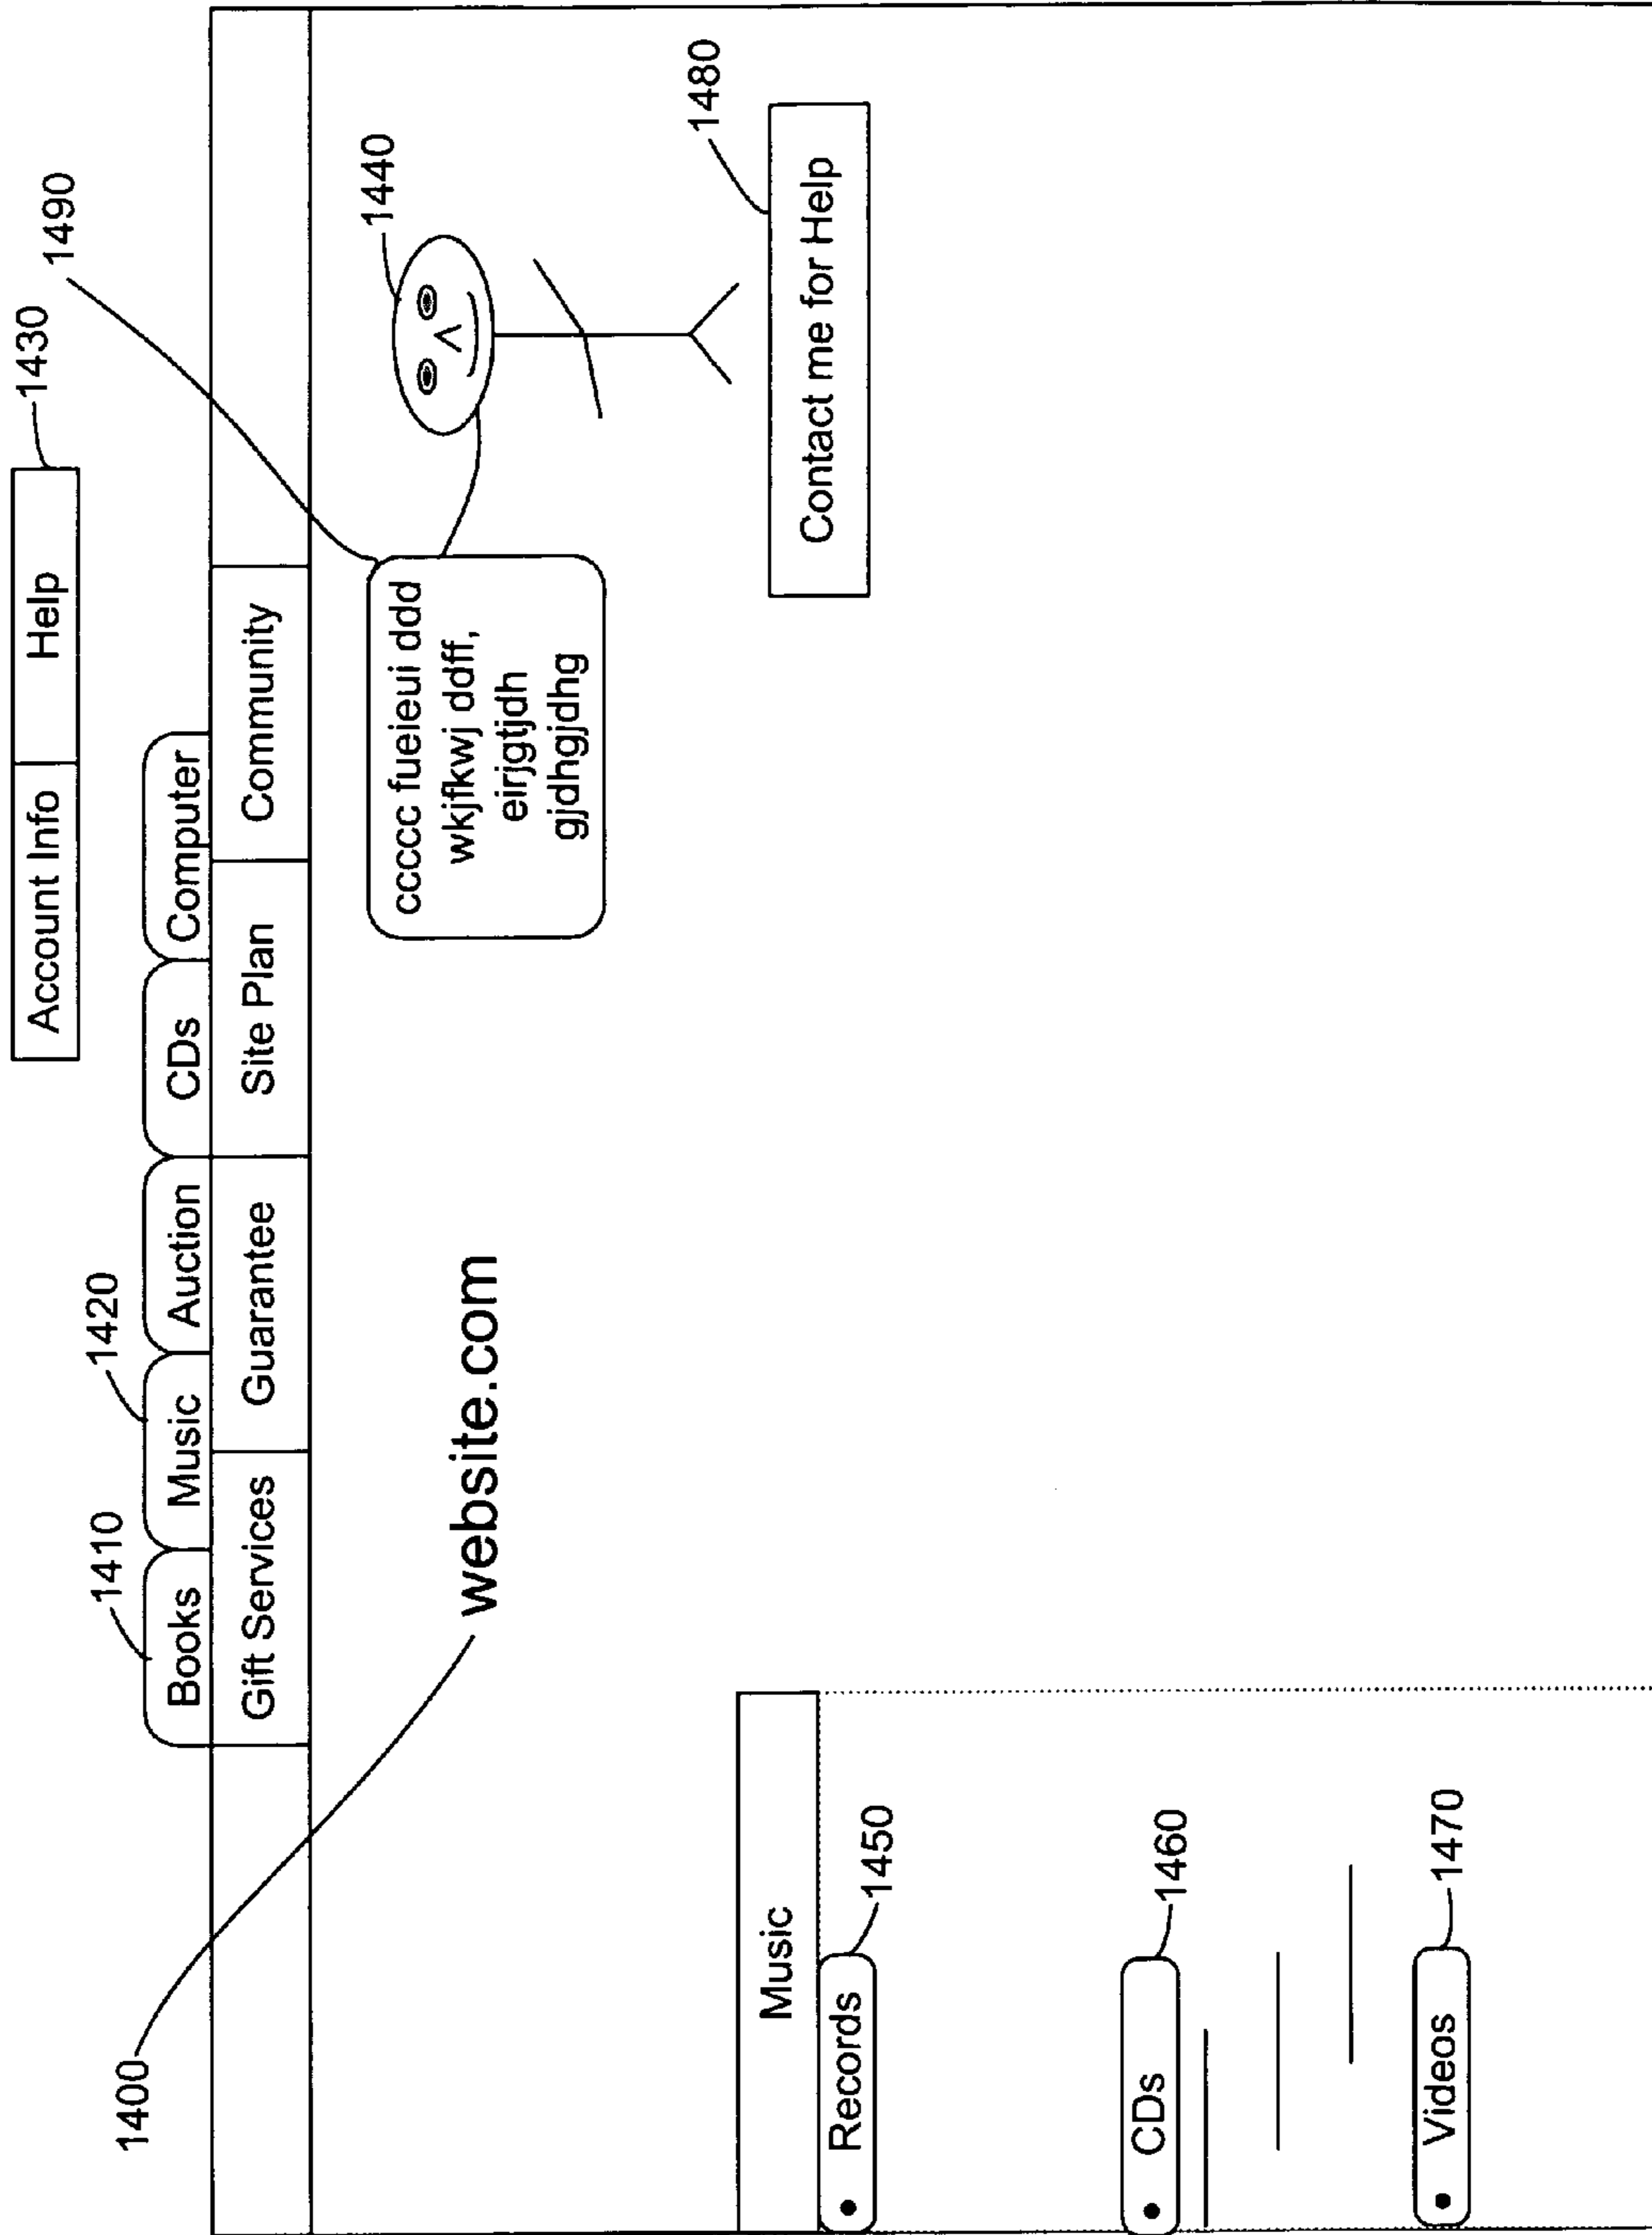 Account Info Help
1430
1490
1410
1420
Books Music Auction CDs Computer
Gift Services Guarantee Site Plan Community
1400
website.com
1440
ccccc fueieui ddd
wkjfkwj ddff,
eirjgtjdh
gjdhgjdhg
1480
Contact me for Help
Music
• Records
1450
• CDs
1460
• Videos
1470